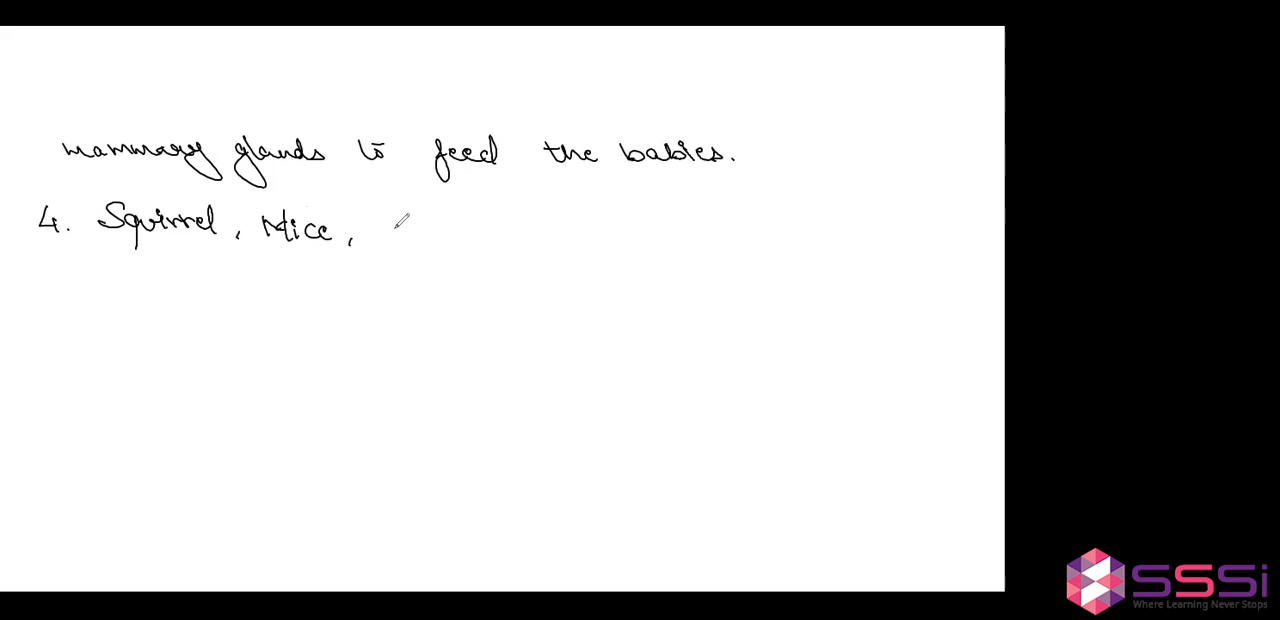 mammary glands to feed the babies.
4. Squirrel, Mice,
SSSi
Where Learning Never Stops